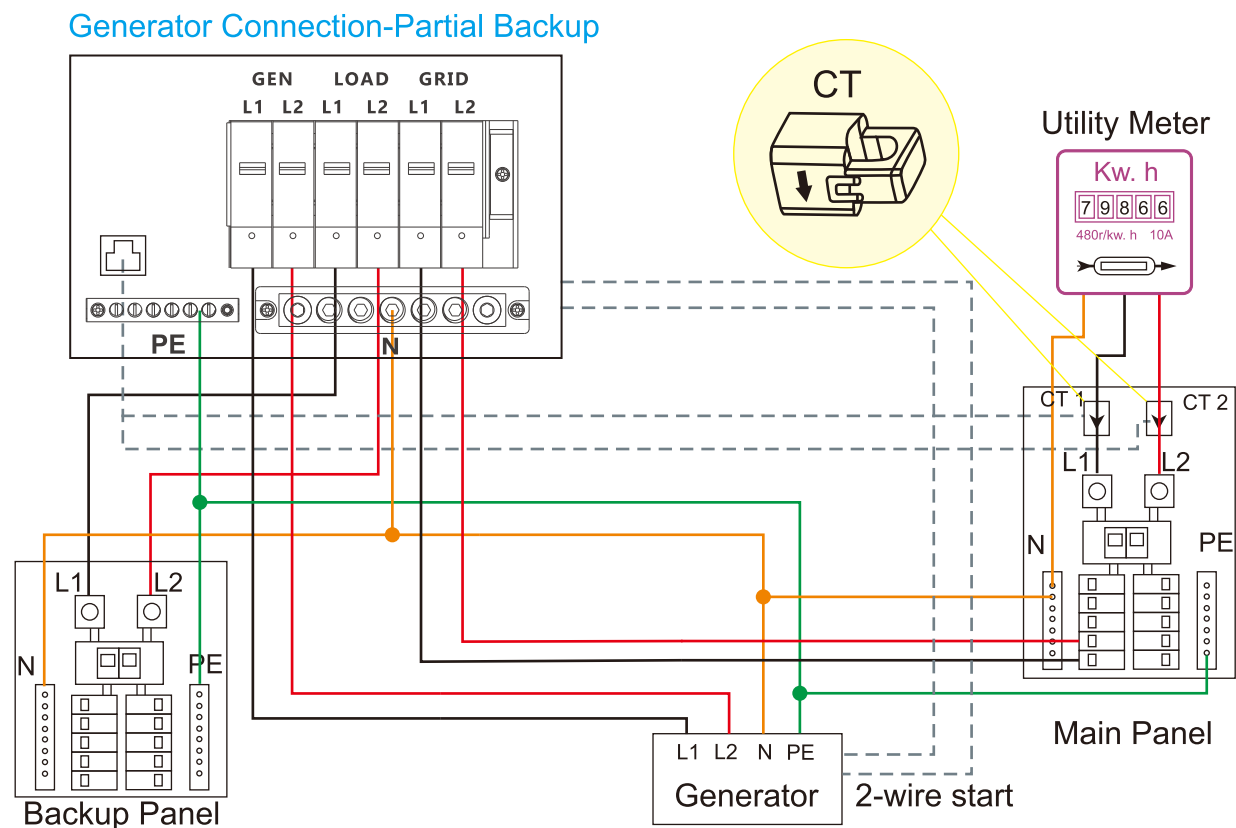 Generator Connection-Partial Backup
GEN LOAD GRID
L1 L2 L1 L2 L1 L2
PE
N
CT
Utility Meter
Kw. h
79866
480r/kw. h 10A
CT 1
CT 2
L1
L2
N
PE
Main Panel
L1
L2
N
PE
Backup Panel
L1 L2 N PE
Generator
2-wire start